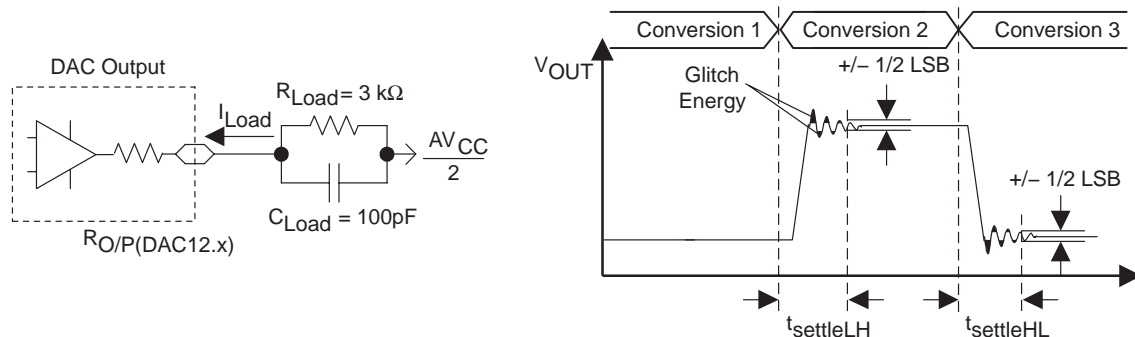 DAC Output
I_Load
R_Load = 3 kΩ
AV_CC
2
C_Load = 100pF
R_O/P(DAC12.x)
Conversion 1
Conversion 2
Conversion 3
V_OUT
Glitch
Energy
+/− 1/2 LSB
+/− 1/2 LSB
t_settleLH
t_settleHL